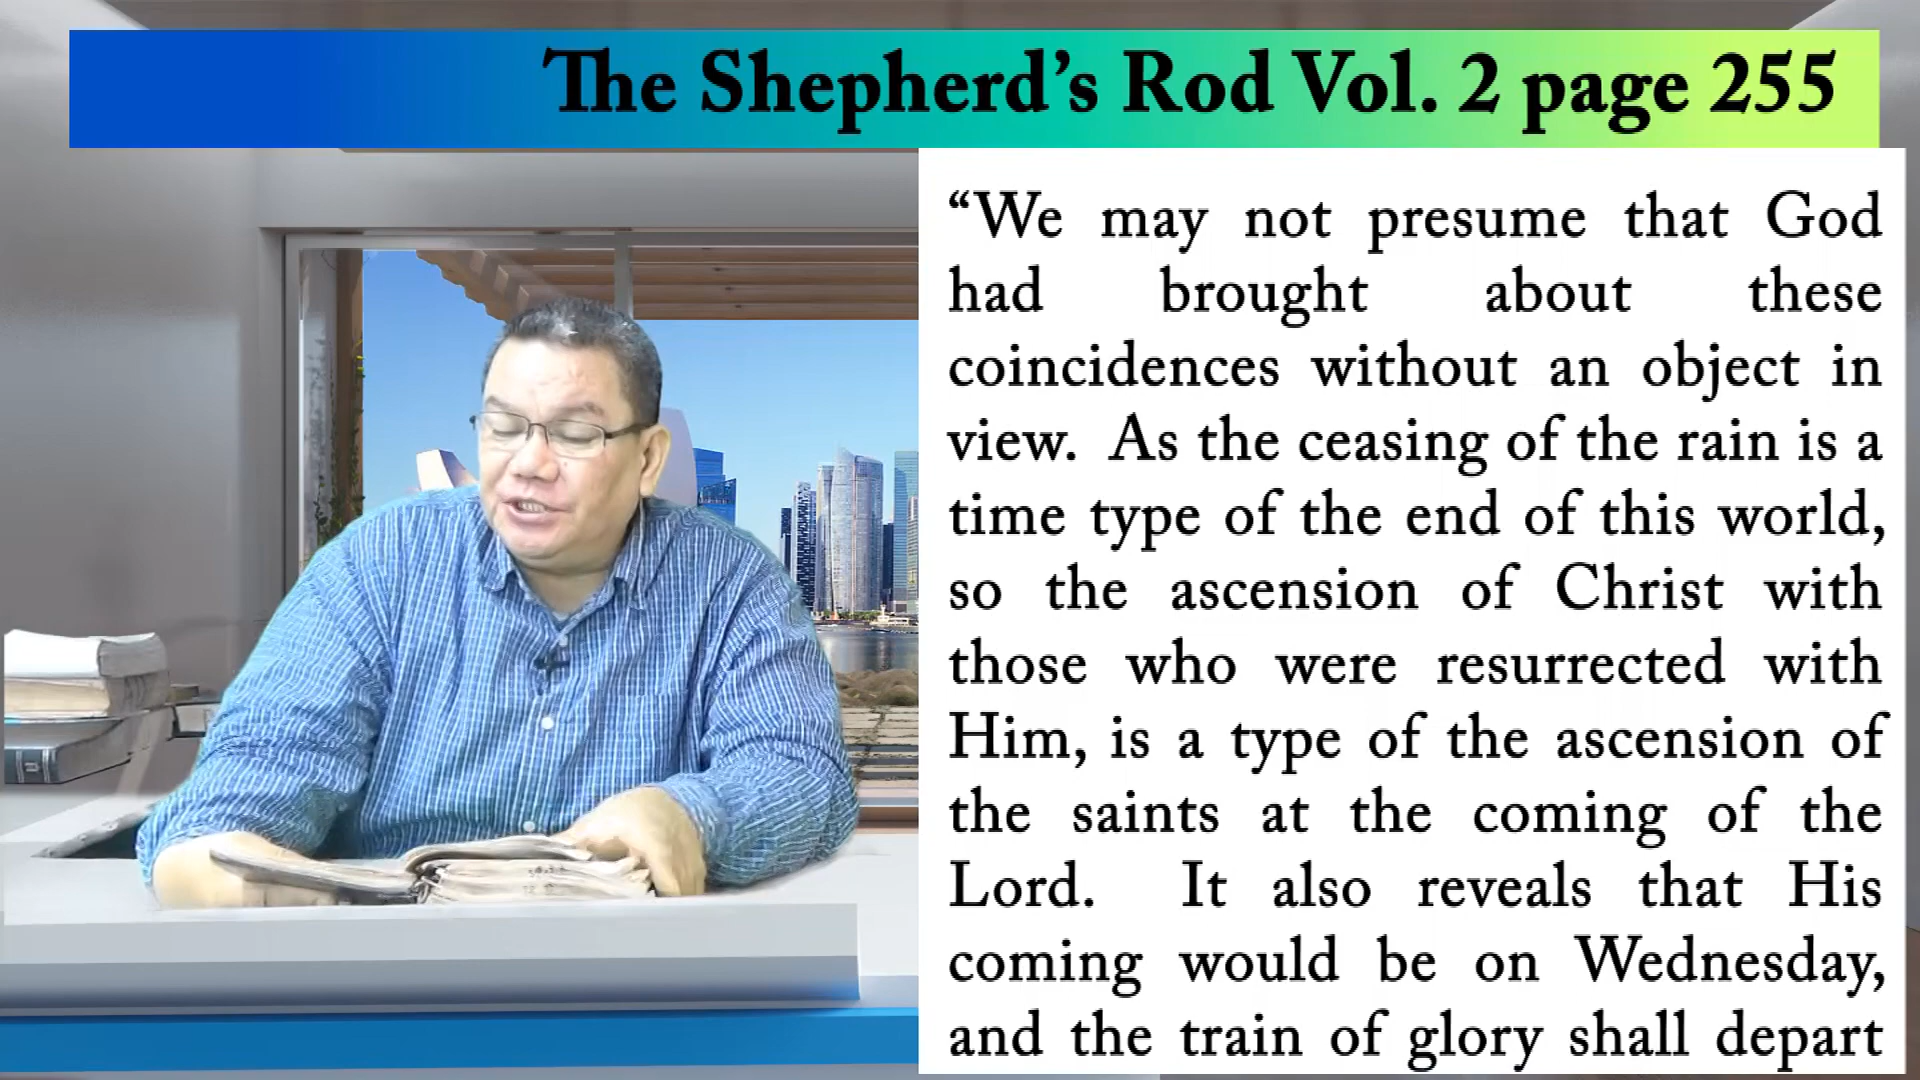 The Shepherd’s Rod Vol. 2 page 255
“We may not presume that God
had brought about these
coincidences without an object in
view. As the ceasing of the rain is a
time type of the end of this world,
so the ascension of Christ with
those who were resurrected with
Him, is a type of the ascension of
the saints at the coming of the
Lord. It also reveals that His
coming would be on Wednesday,
and the train of glory shall depart